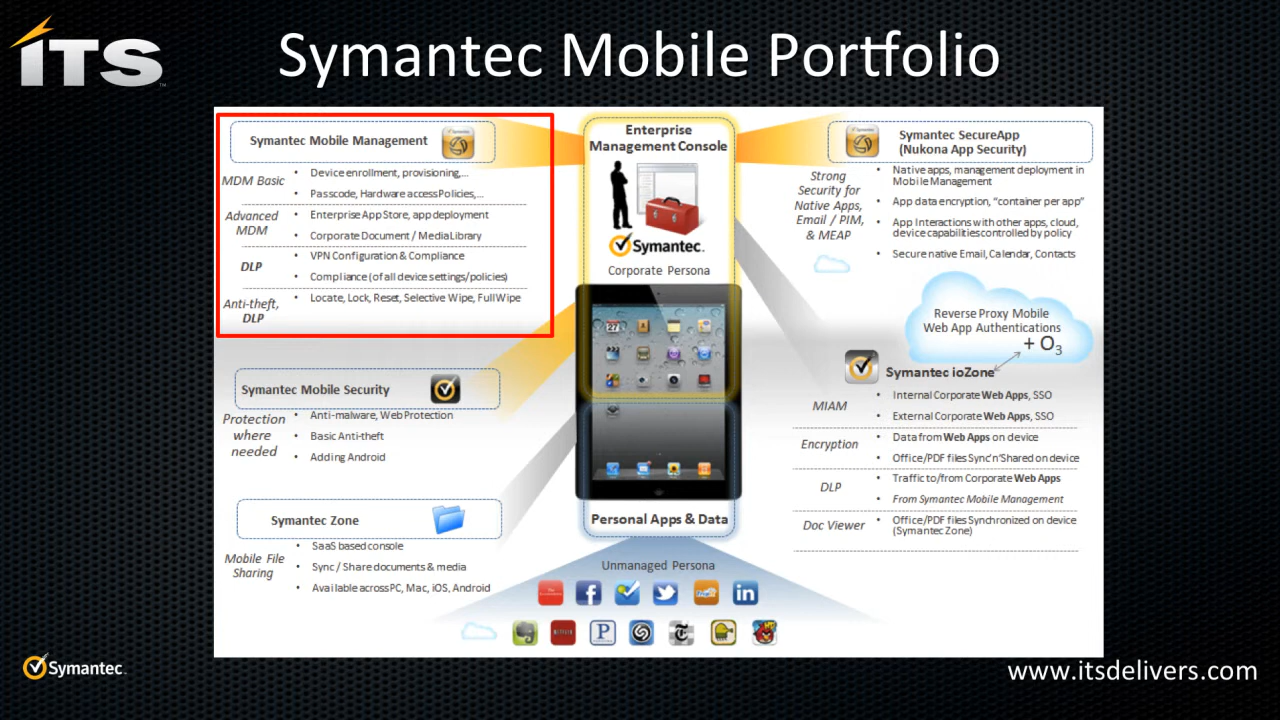 ITS
Symantec Mobile Portfolio
Symantec Mobile Management
MDM Basic
• Device enrollment, provisioning,...
• Passcode, Hardware access Policies,...
Advanced
MDM
• Enterprise App Store, app deployment
• Corporate Document / Media Library
DLP
• VPN Configuration & Compliance
• Compliance (of all device settings/policies)
Anti-theft,
DLP
• Locate, Lock, Reset, Selective Wipe, Full Wipe
Symantec Mobile Security
Protection
where
needed
• Anti-malware, Web Protection
• Basic Anti-theft
• Adding Android
Symantec Zone
Mobile File
Sharing
• SaaS based console
• Sync / Share documents & media
• Available across PC, Mac, iOS, Android
Enterprise
Management Console
Symantec.
Corporate Persona
27
Personal Apps & Data
Unmanaged Persona
f
in
NETFLIX
P
T
Symantec SecureApp
(Nukona App Security)
Strong
Security for
Native Apps,
Email / PIM,
& MEAP
• Native apps, management deployment in
Mobile Management
• App data encryption, "container per app"
• App Interactions with other apps, cloud,
device capabilities controlled by policy
• Secure native Email, Calendar, Contacts
Reverse Proxy Mobile
Web App Authentications
+ O3
Symantec ioZone
MIAM
• Internal Corporate Web Apps, SSO
• External Corporate Web Apps, SSO
Encryption
• Data from Web Apps on device
• Office/PDF files Sync'n'Shared on device
DLP
• Traffic to/from Corporate Web Apps
• From Symantec Mobile Management
Doc Viewer
• Office/PDF files Synchronized on device
(Symantec Zone)
Symantec.
www.itsdelivers.com